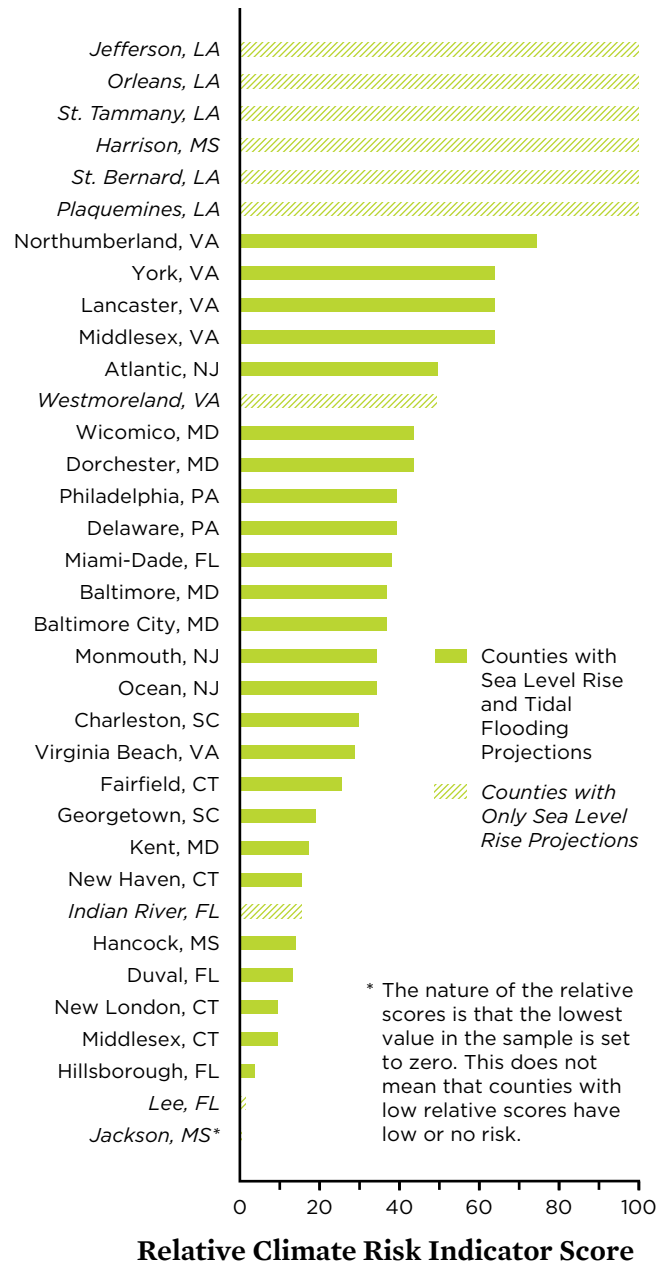 Jefferson, LA
Orleans, LA
St. Tammany, LA
Harrison, MS
St. Bernard, LA
Plaquemines, LA
Northumberland, VA
York, VA
Lancaster, VA
Middlesex, VA
Atlantic, NJ
Westmoreland, VA
Wicomico, MD
Dorchester, MD
Philadelphia, PA
Delaware, PA
Miami-Dade, FL
Baltimore, MD
Baltimore City, MD
Monmouth, NJ
Ocean, NJ
Charleston, SC
Virginia Beach, VA
Fairfield, CT
Georgetown, SC
Kent, MD
New Haven, CT
Indian River, FL
Hancock, MS
Duval, FL
New London, CT
Middlesex, CT
Hillsborough, FL
Lee, FL
Jackson, MS*
Counties with
Sea Level Rise
and Tidal
Flooding
Projections
Counties with
Only Sea Level
Rise Projections
* The nature of the relative
scores is that the lowest
value in the sample is set
to zero. This does not
mean that counties with
low relative scores have
low or no risk.
0 20 40 60 80 100
Relative Climate Risk Indicator Score